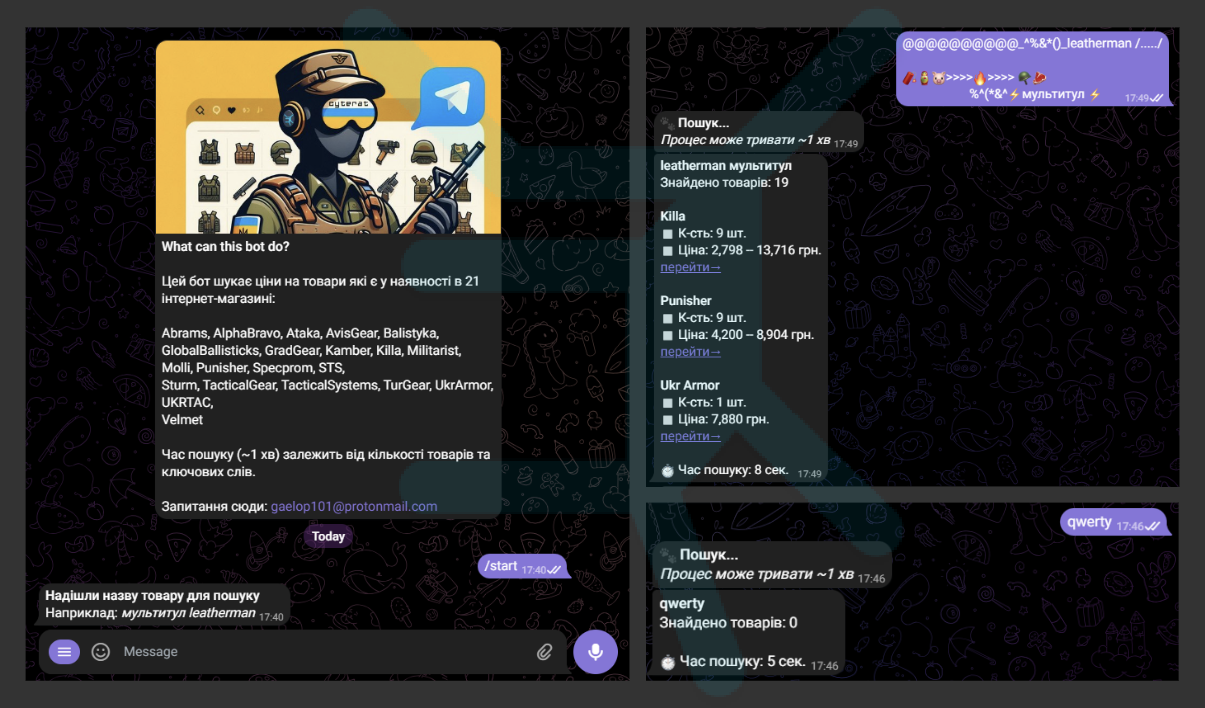 cyterat
What can this bot do?
Цей бот шукає ціни на товари які є у наявності в 21
інтернет-магазині:
Abrams, AlphaBravo, Ataka, AvisGear, Balistyka,
GlobalBallisticks, GradGear, Kamber, Killa, Militarist,
Molli, Punisher, Specprom, STS,
Sturm, TacticalGear, TacticalSystems, TurGear, UkrArmor,
UKRTAC,
Velmet
Час пошуку (~1 хв) залежить від кількості товарів та
ключових слів.
Запитання сюди: gaelop101@protonmail.com
Today
/start 17:40
Надішли назву товару для пошуку
Наприклад: мультитул leatherman 17:40
Message
@@@@@@@@@@_^%&*()_leatherman /...../
>>>>🔥>>>>
%^(*&^⚡мультитул ⚡ 17:49
Пошук...
Процес може тривати ~1 хв 17:49
leatherman мультитул
Знайдено товарів: 19
Killa
К-сть: 9 шт.
Ціна: 2,798 – 13,716 грн.
перейти→
Punisher
К-сть: 9 шт.
Ціна: 4,200 – 8,904 грн.
перейти→
Ukr Armor
К-сть: 1 шт.
Ціна: 7,880 грн.
перейти→
Час пошуку: 8 сек. 17:49
qwerty 17:46
Пошук...
Процес може тривати ~1 хв 17:46
qwerty
Знайдено товарів: 0
Час пошуку: 5 сек. 17:46